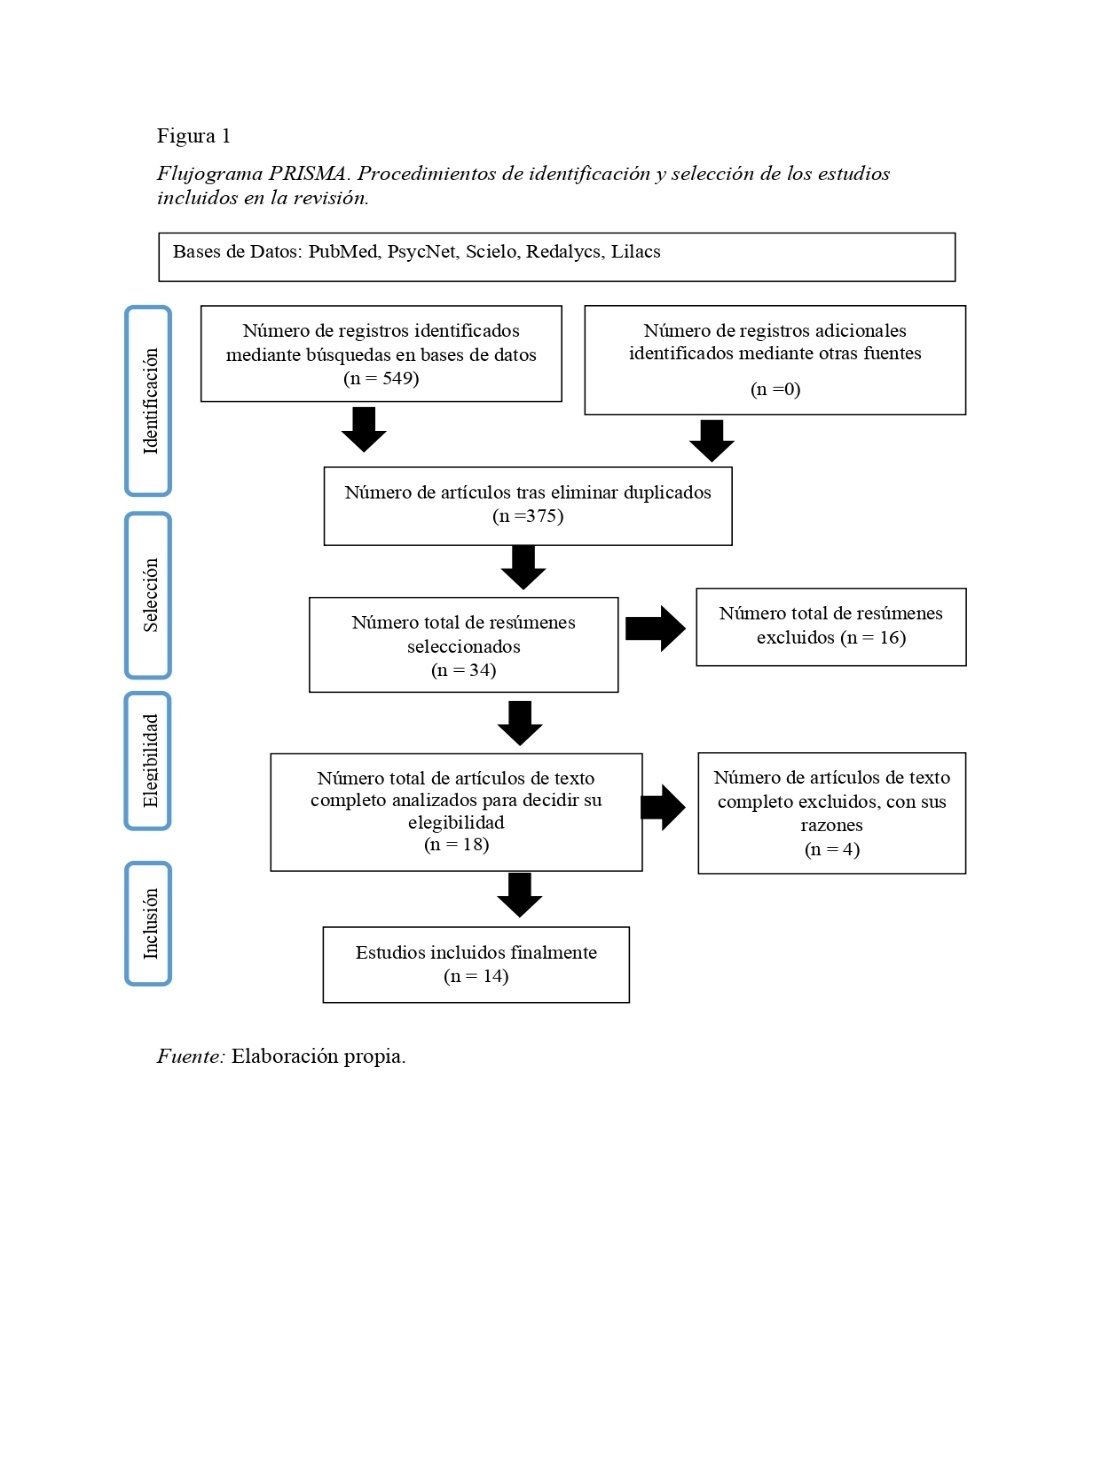 Figura 1
Flujograma PRISMA. Procedimientos de identificación y selección de los estudios
incluidos en la revisión.
Bases de Datos: PubMed, PsycNet, Scielo, Redalycs, Lilacs
Identificación
Número de registros identificados
mediante búsquedas en bases de datos
(n = 549)
Número de registros adicionales
identificados mediante otras fuentes
(n =0)
Número de artículos tras eliminar duplicados
(n =375)
Selección
Número total de resúmenes
seleccionados
(n = 34)
Número total de resúmenes
excluidos (n = 16)
Elegibilidad
Número total de artículos de texto
completo analizados para decidir su
elegibilidad
(n = 18)
Número de artículos de texto
completo excluidos, con sus
razones
(n = 4)
Inclusión
Estudios incluidos finalmente
(n = 14)
Fuente: Elaboración propia.